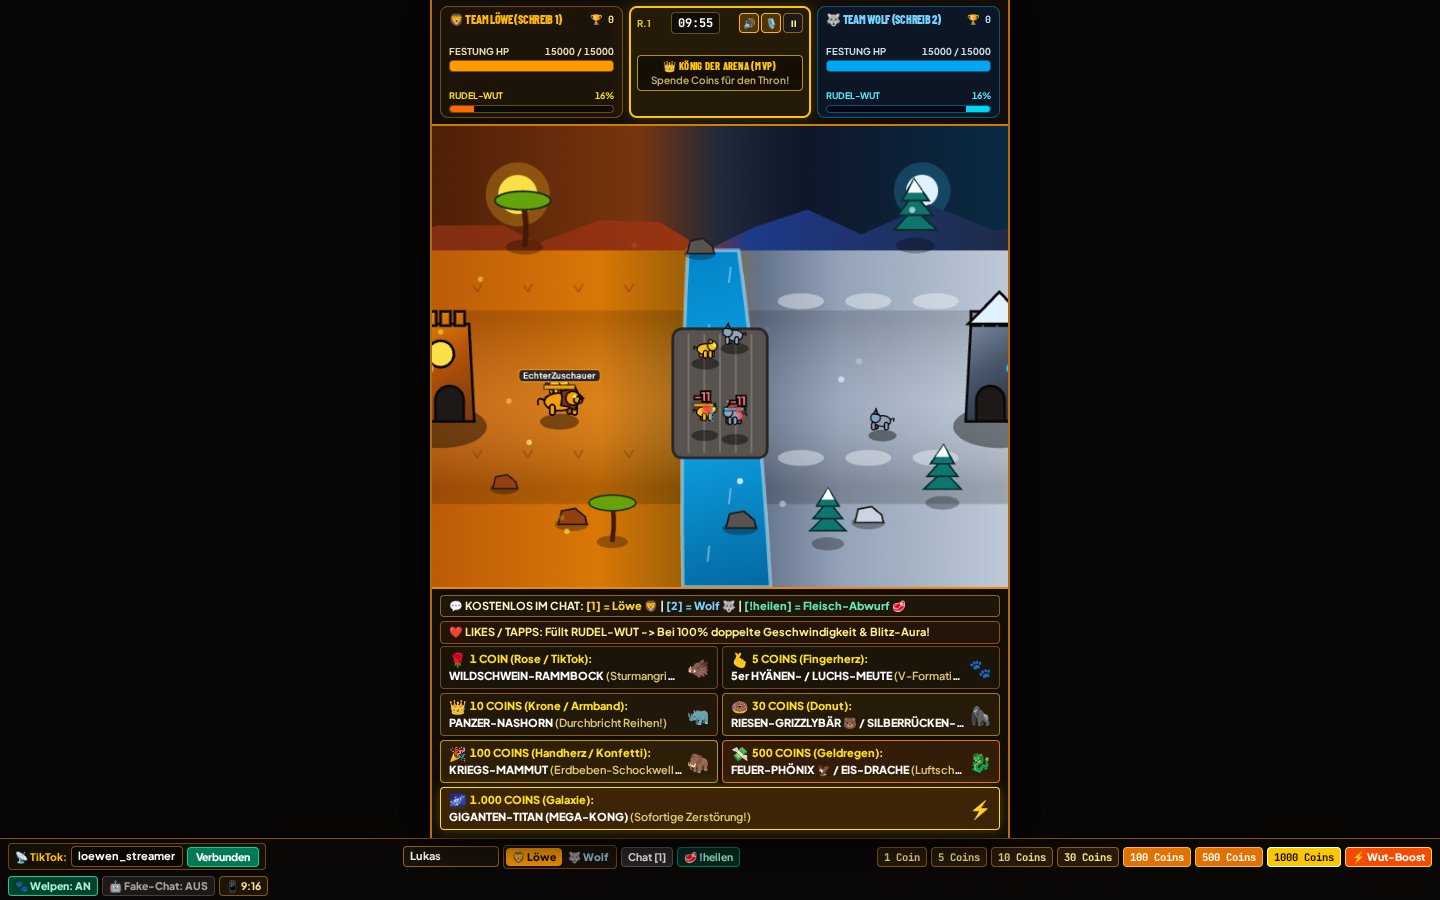 🦁 TEAM LÖWE (SCHREIB 1) 🏆 0
FESTUNG HP 15000 / 15000
RUDEL-WUT 16%
R.1 09:55
👑 KÖNIG DER ARENA (MVP)
Spende Coins für den Thron!
🐺 TEAM WOLF (SCHREIB 2) 🏆 0
FESTUNG HP 15000 / 15000
RUDEL-WUT 16%
EchterZuschauer
-11
-11
💬 KOSTENLOS IM CHAT: [1] = Löwe 🦁 | [2] = Wolf 🐺 | [!heilen] = Fleisch-Abwurf 🥩
❤️ LIKES / TAPPS: Füllt RUDEL-WUT -> Bei 100% doppelte Geschwindigkeit & Blitz-Aura!
🌹 1 COIN (Rose / TikTok):
WILDSCHWEIN-RAMMBOCK (Sturmangri...
🫰 5 COINS (Fingerherz):
5er HYÄNEN- / LUCHS-MEUTE (V-Formati...
👑 10 COINS (Krone / Armband):
PANZER-NASHORN (Durchbricht Reihen!)
🍩 30 COINS (Donut):
RIESEN-GRIZZLYBÄR 🐻 / SILBERRÜCKEN-...
🎉 100 COINS (Handherz / Konfetti):
KRIEGS-MAMMUT (Erdbeben-Schockwell...
💸 500 COINS (Geldregen):
FEUER-PHÖNIX 🦅 / EIS-DRACHE (Luftsch...
🌌 1.000 COINS (Galaxie):
GIGANTEN-TITAN (MEGA-KONG) (Sofortige Zerstörung!)
📡 TikTok: loewen_streamer Verbunden
Lukas 🦁 Löwe 🐺 Wolf Chat [1] 🥩 !heilen
1 Coin 5 Coins 10 Coins 30 Coins 100 Coins 500 Coins 1000 Coins ⚡ Wut-Boost
🐾 Welpen: AN 🤖 Fake-Chat: AUS 📱 9:16